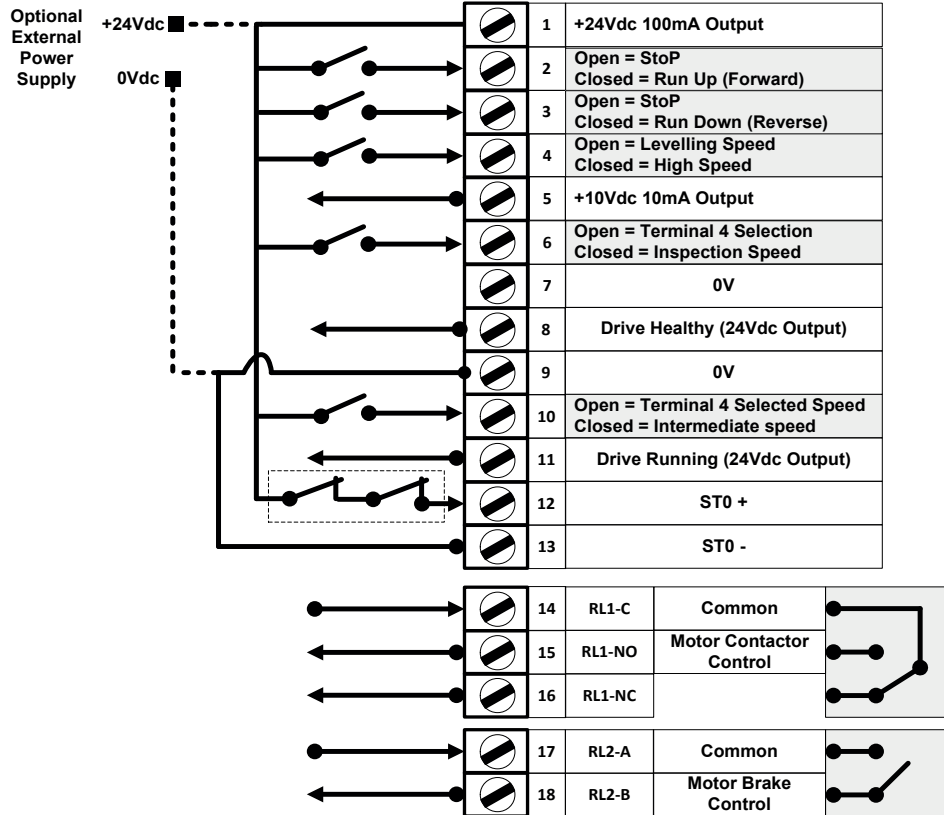 Optional
External
Power
Supply
+24Vdc
0Vdc
1 +24Vdc 100mA Output
2 Open = StoP
Closed = Run Up (Forward)
3 Open = StoP
Closed = Run Down (Reverse)
4 Open = Levelling Speed
Closed = High Speed
5 +10Vdc 10mA Output
6 Open = Terminal 4 Selection
Closed = Inspection Speed
7 0V
8 Drive Healthy (24Vdc Output)
9 0V
10 Open = Terminal 4 Selected Speed
Closed = Intermediate speed
11 Drive Running (24Vdc Output)
12 ST0 +
13 ST0 -
14 RL1-C Common
15 RL1-NO Motor Contactor
Control
16 RL1-NC
17 RL2-A Common
18 RL2-B Motor Brake
Control